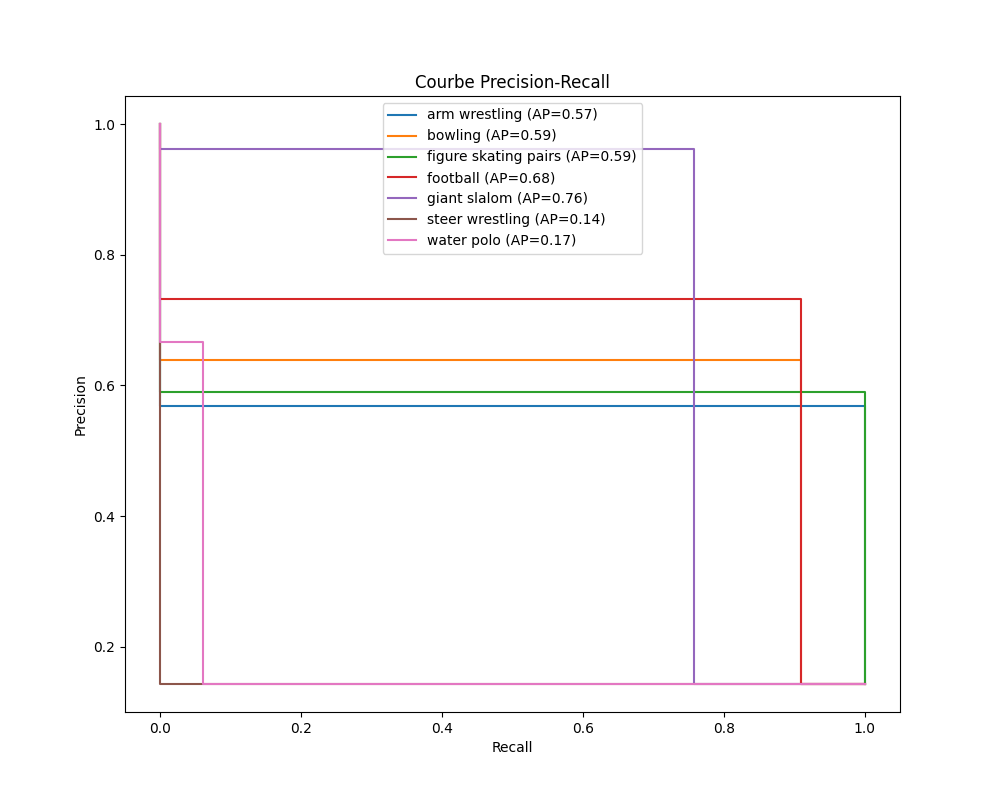 Courbe Precision-Recall
arm wrestling (AP=0.57)
bowling (AP=0.59)
figure skating pairs (AP=0.59)
football (AP=0.68)
giant slalom (AP=0.76)
steer wrestling (AP=0.14)
water polo (AP=0.17)
1.0
0.8
0.6
0.4
0.2
Precision
0.0 0.2 0.4 0.6 0.8 1.0
Recall